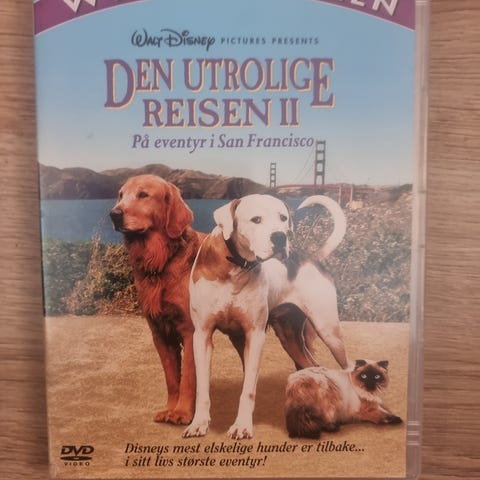 WALT DISNEY PICTURES PRESENTS
DEN UTROLIGE
REISEN II
På eventyr i San Francisco
Disneys mest elskelige hunder er tilbake...
... i sitt livs største eventyr!
DVD
VIDEO